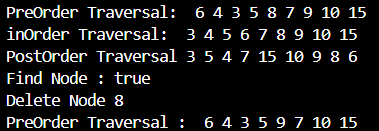 PreOrder Traversal:  6 4 3 5 8 7 9 10 15
inOrder Traversal:  3 4 5 6 7 8 9 10 15
PostOrder Traversal 3 5 4 7 15 10 9 8 6
Find Node : true
Delete Node 8
PreOrder Traversal :  6 4 3 5 9 7 10 15